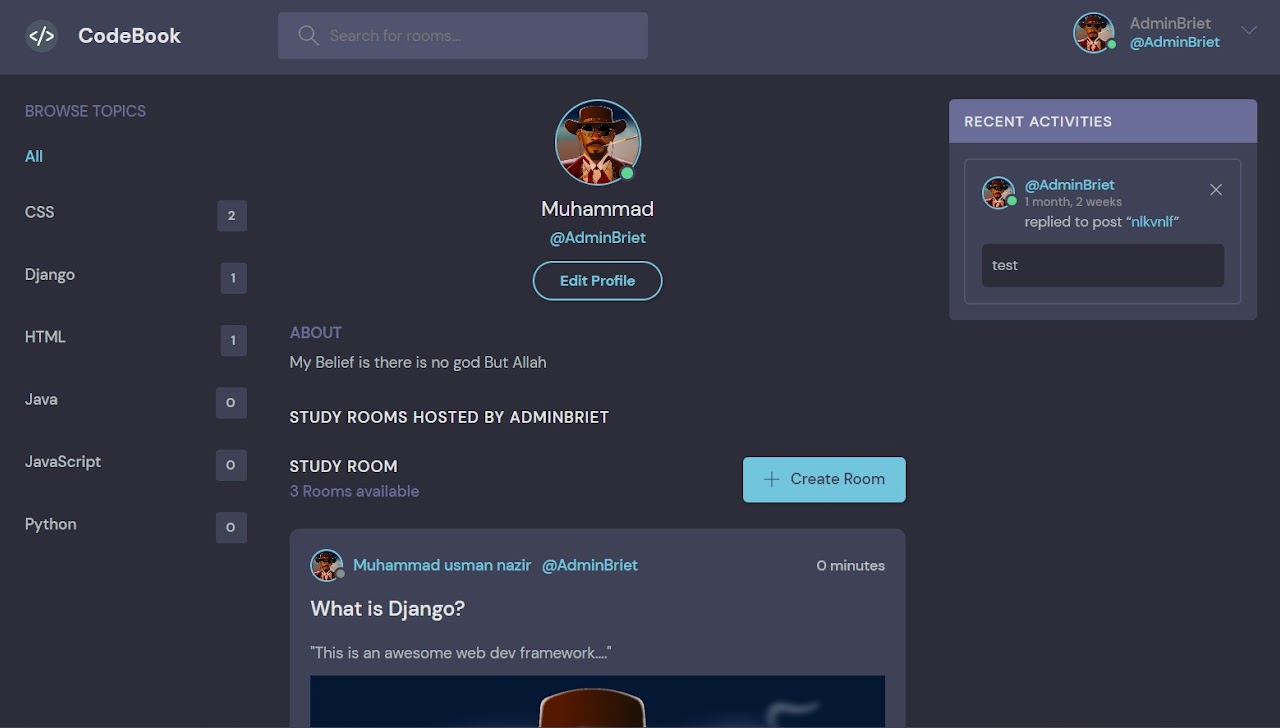 </> CodeBook
Search for rooms...
AdminBriet
@AdminBriet
BROWSE TOPICS
All
CSS 2
Django 1
HTML 1
Java 0
JavaScript 0
Python 0
Muhammad
@AdminBriet
Edit Profile
ABOUT
My Belief is there is no god But Allah
STUDY ROOMS HOSTED BY ADMINBRIET
STUDY ROOM
3 Rooms available
+ Create Room
Muhammad usman nazir @AdminBriet 0 minutes
What is Django?
"This is an awesome web dev framework...."
RECENT ACTIVITIES
@AdminBriet
1 month, 2 weeks
replied to post “nlkvnlf”
test